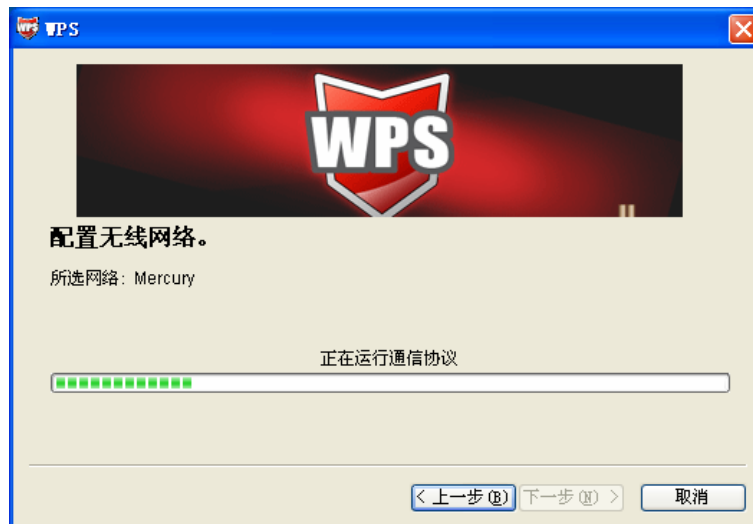 WPS
WPS
配置无线网络。
所选网络: Mercury
正在运行通信协议
< 上一步(B) 下一步(N) > 取消